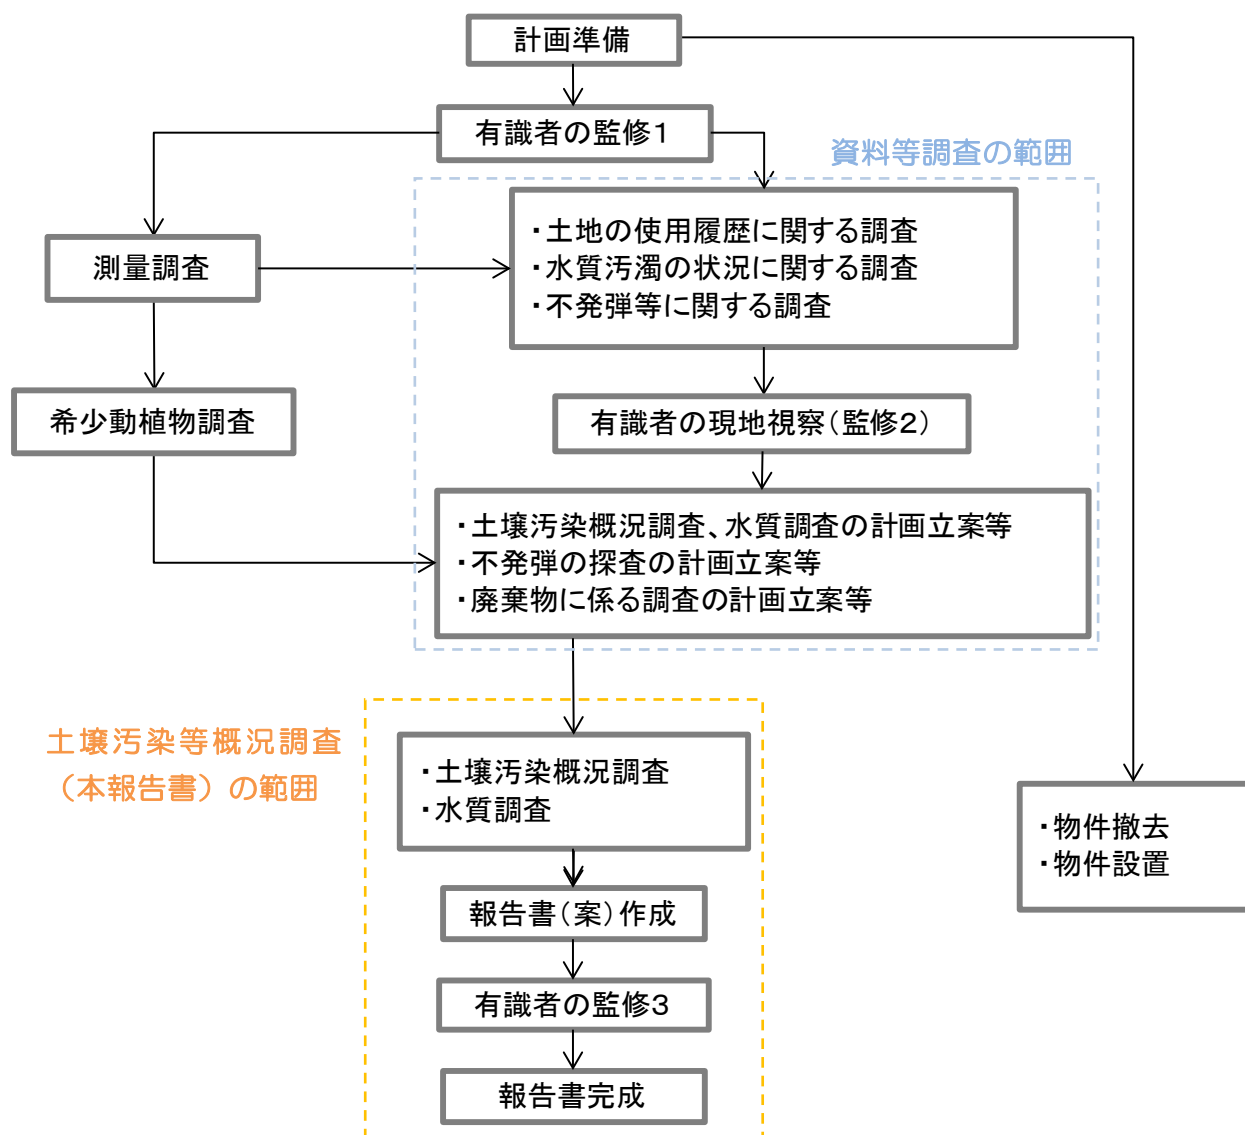 計画準備
有識者の監修１
資料等調査の範囲
・土地の使用履歴に関する調査
・水質汚濁の状況に関する調査
・不発弾等に関する調査
測量調査
希少動植物調査
有識者の現地視察（監修２）
・土壌汚染概況調査、水質調査の計画立案等
・不発弾の探査の計画立案等
・廃棄物に係る調査の計画立案等
土壌汚染等概況調査
（本報告書）の範囲
・土壌汚染概況調査
・水質調査
・物件撤去
・物件設置
報告書（案）作成
有識者の監修３
報告書完成